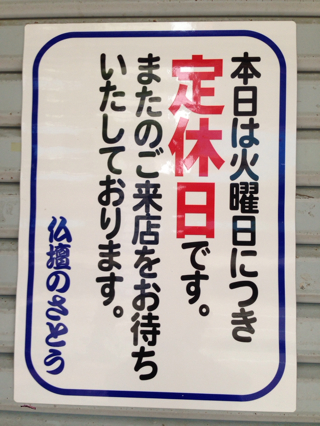 本日は火曜日につき
定休日です。
またのご来店をお待ち
いたしております。
仏壇のさとう